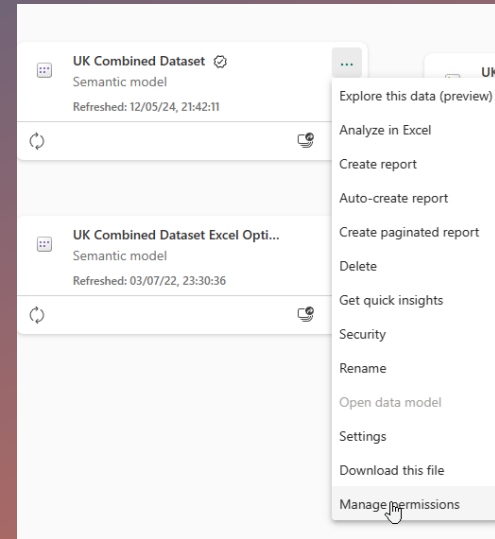 UK Combined Dataset
Semantic model
Refreshed: 12/05/24, 21:42:11
UK Combined Dataset Excel Opti...
Semantic model
Refreshed: 03/07/22, 23:30:36
...
UK
Explore this data (preview)
Analyze in Excel
Create report
Auto-create report
Create paginated report
Delete
Get quick insights
Security
Rename
Open data model
Settings
Download this file
Manage permissions